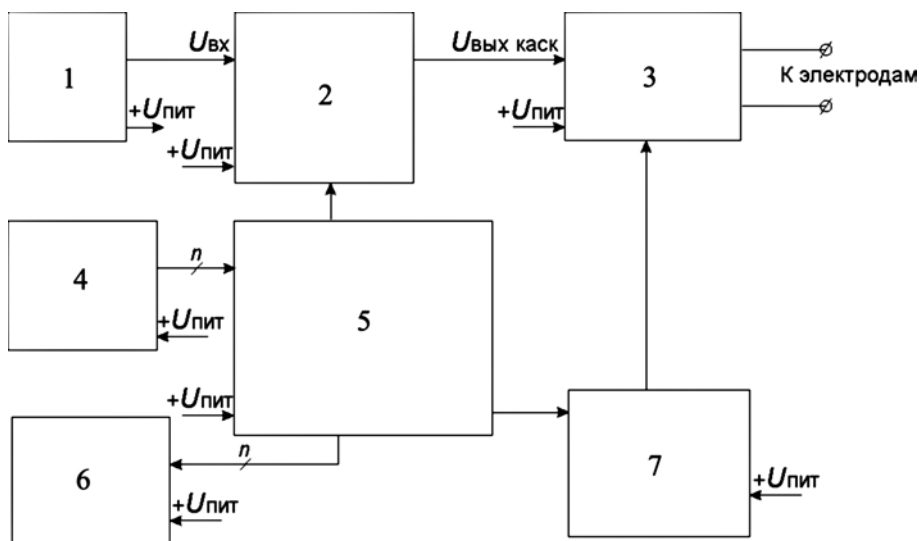 1
Uвх
2
Uвых каск
3
К электродам
+Uпит
+Uпит
+Uпит
4
n
5
+Uпит
+Uпит
6
n
+Uпит
7
+Uпит